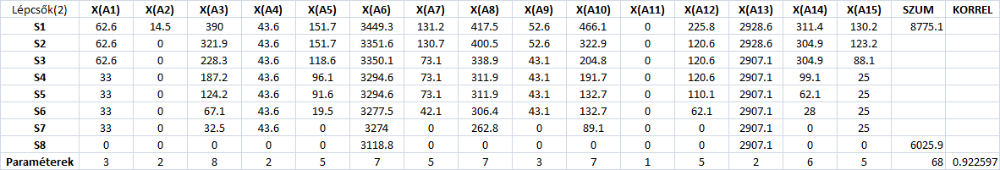 Lépcsők(2) X(A1) X(A2) X(A3) X(A4) X(A5) X(A6) X(A7) X(A8) X(A9) X(A10) X(A11) X(A12) X(A13) X(A14) X(A15) SZUM KORREL
S1 62.6 14.5 390 43.6 151.7 3449.3 131.2 417.5 52.6 466.1 0 225.8 2928.6 311.4 130.2 8775.1
S2 62.6 0 321.9 43.6 151.7 3351.6 130.7 400.5 52.6 322.9 0 120.6 2928.6 304.9 123.2
S3 62.6 0 228.3 43.6 118.6 3350.1 73.1 338.9 43.1 204.8 0 120.6 2907.1 304.9 88.1
S4 33 0 187.2 43.6 96.1 3294.6 73.1 311.9 43.1 191.7 0 120.6 2907.1 99.1 25
S5 33 0 124.2 43.6 91.6 3294.6 73.1 311.9 43.1 132.7 0 110.1 2907.1 62.1 25
S6 33 0 67.1 43.6 19.5 3277.5 42.1 306.4 43.1 132.7 0 62.1 2907.1 28 25
S7 33 0 32.5 43.6 0 3274 0 262.8 0 89.1 0 0 2907.1 0 25
S8 0 0 0 0 0 3118.8 0 0 0 0 0 0 2907.1 0 0 6025.9
Paraméterek 3 2 8 2 5 7 5 7 3 7 1 5 2 6 5 68 0.922597